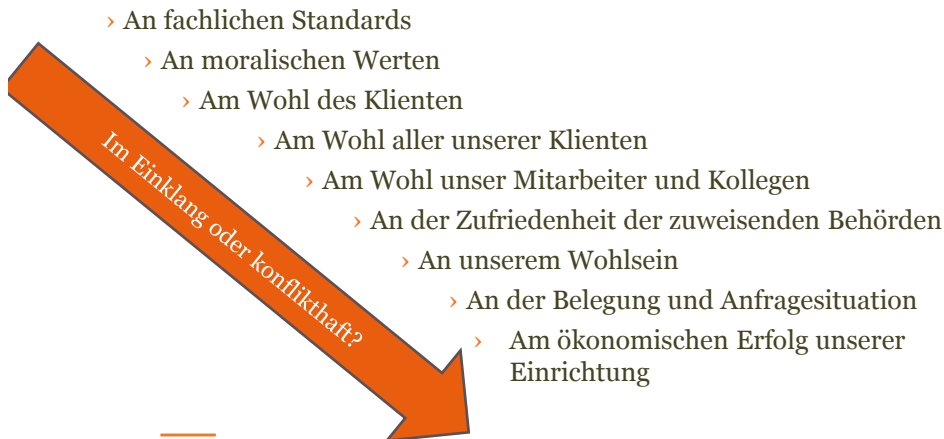 › An fachlichen Standards
› An moralischen Werten
› Am Wohl des Klienten
› Am Wohl aller unserer Klienten
› Am Wohl unser Mitarbeiter und Kollegen
› An der Zufriedenheit der zuweisenden Behörden
› An unserem Wohlsein
› An der Belegung und Anfragesituation
› Am ökonomischen Erfolg unserer
Einrichtung
Im Einklang oder konflikthaft?